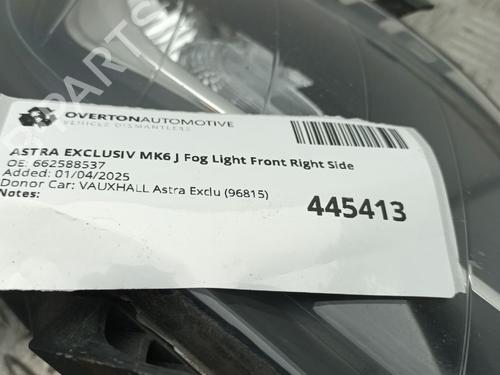 PARTS
OVERTONAUTOMOTIVE
VEHICLE DISMANTLERS
ASTRA EXCLUSIV MK6 J Fog Light Front Right Side
OE: 662588537
Added: 01/04/2025
Donor Car: VAUXHALL Astra Exclu (96815)
Notes:
445413